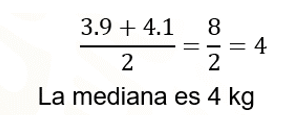 (3.9 + 4.1)/2 = 8/2 = 4
La mediana es 4 kg